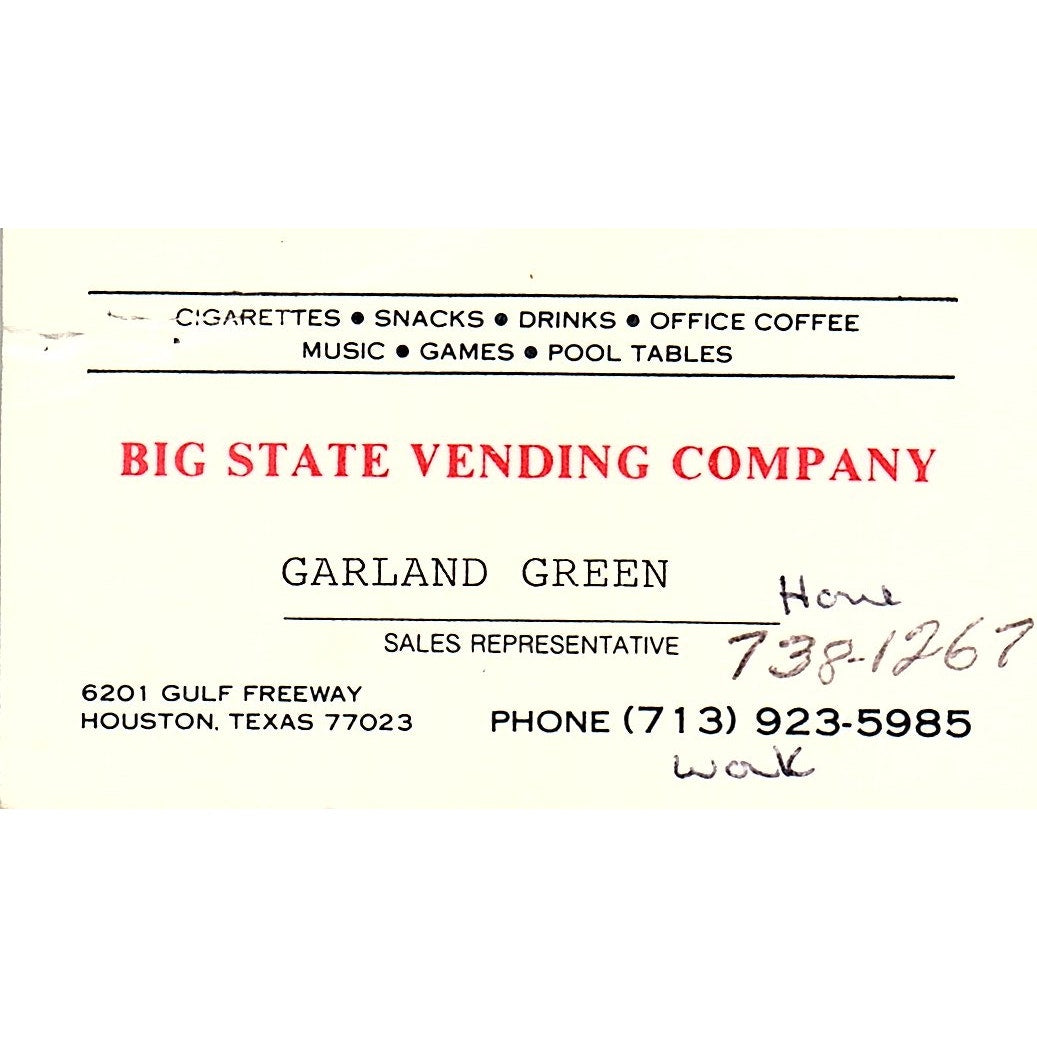 CIGARETTES • SNACKS • DRINKS • OFFICE COFFEE
MUSIC • GAMES • POOL TABLES
BIG STATE VENDING COMPANY
GARLAND GREEN
SALES REPRESENTATIVE
Home
738-1267
6201 GULF FREEWAY
HOUSTON, TEXAS 77023
PHONE (713) 923-5985
Work